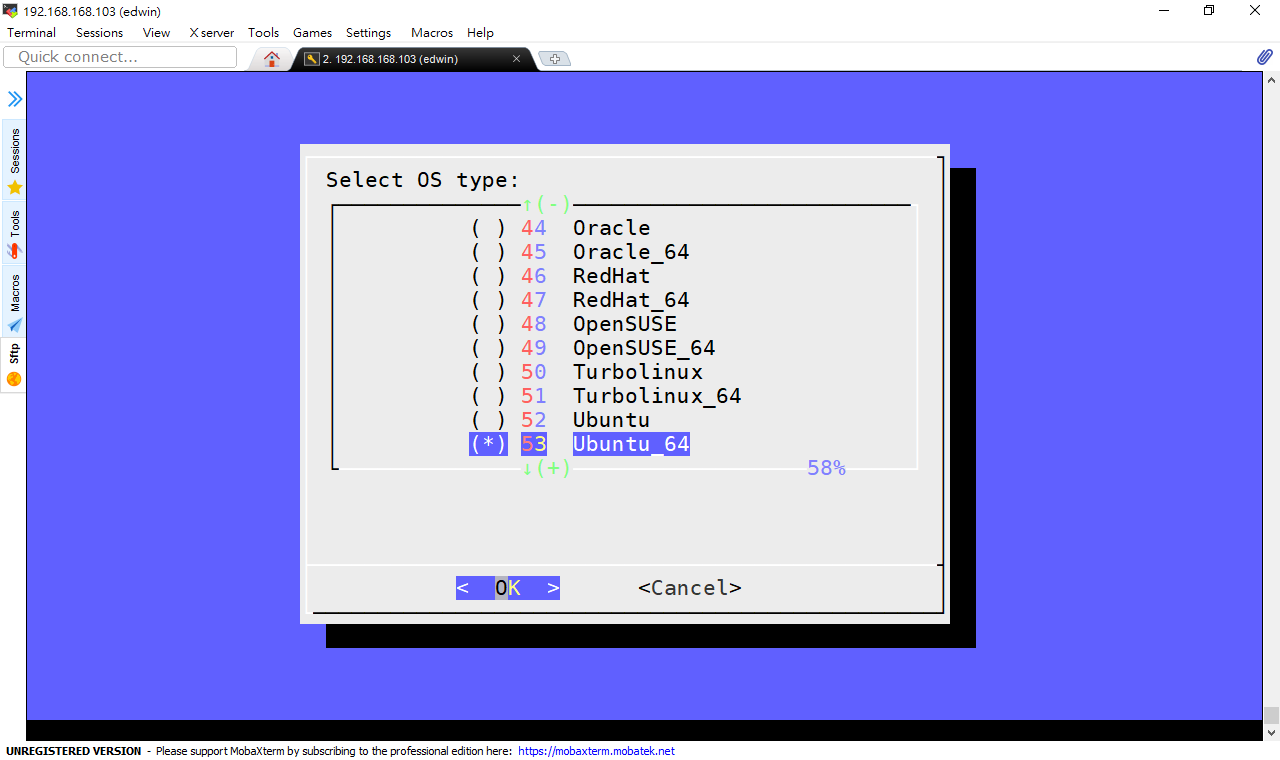 192.168.168.103 (edwin)
Terminal Sessions View X server Tools Games Settings Macros Help
Quick connect...
2. 192.168.168.103 (edwin)
Sessions
Tools
Macros
Sftp
Select OS type:
↑(-)
( ) 44 Oracle
( ) 45 Oracle_64
( ) 46 RedHat
( ) 47 RedHat_64
( ) 48 OpenSUSE
( ) 49 OpenSUSE_64
( ) 50 Turbolinux
( ) 51 Turbolinux_64
( ) 52 Ubuntu
(*) 53 Ubuntu_64
↓(+) 58%
< OK > <Cancel>
UNREGISTERED VERSION - Please support MobaXterm by subscribing to the professional edition here: https://mobaxterm.mobatek.net